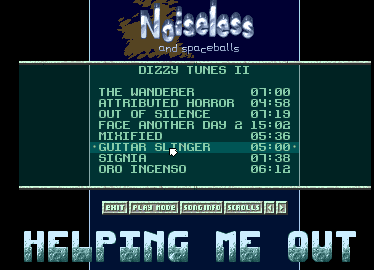 Noiseless
and spaceballs
DIZZY TUNES II
THE WANDERER 07:00
ATTRIBUTED HORROR 04:58
OUT OF SILENCE 07:19
FACE ANOTHER DAY 2 15:02
MIXIFIED 05:36
GUITAR SLINGER 05:00
SIGNIA 07:38
ORO INCENSO 06:12
EXIT PLAY MODE SONGINFO SCROLLS
HELPING ME OUT